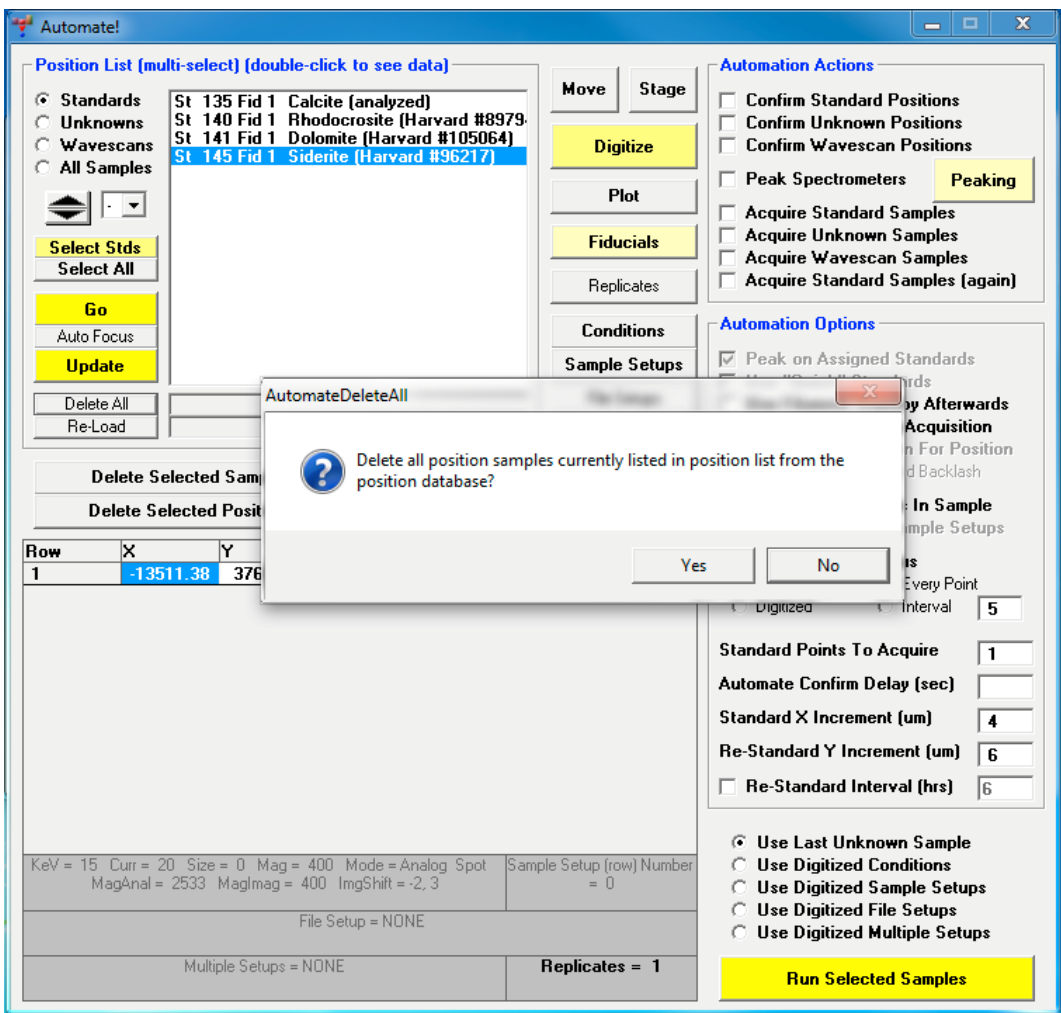 Automate!
Position List (multi-select) (double-click to see data)
Standards
Unknowns
Wavescans
All Samples
-
Select Stds
Select All
Go
Auto Focus
Update
Delete All
Re-Load
St 135 Fid 1 Calcite (analyzed)
St 140 Fid 1 Rhodocrosite (Harvard #8979-
St 141 Fid 1 Dolomite (Harvard #105064)
St 145 Fid 1 Siderite (Harvard #96217)
Move
Stage
Digitize
Plot
Fiducials
Replicates
Conditions
Sample Setups
Automation Actions
Confirm Standard Positions
Confirm Unknown Positions
Confirm Wavescan Positions
Peak Spectrometers
Peaking
Acquire Standard Samples
Acquire Unknown Samples
Acquire Wavescan Samples
Acquire Standard Samples (again)
Automation Options
Peak on Assigned Standards
by Afterwards
Acquisition
For Position
d Backlash
In Sample
mple Setups
Every Point
Digitized
Interval
5
Standard Points To Acquire
1
Automate Confirm Delay (sec)
Standard X Increment (um)
4
Re-Standard Y Increment (um)
6
Re-Standard Interval (hrs)
6
AutomateDeleteAll
Delete all position samples currently listed in position list from the
position database?
Yes
No
Delete Selected Sam
Delete Selected Posit
Row X Y
1 -13511.38 376
KeV = 15 Curr = 20 Size = 0 Mag = 400 Mode = Analog Spot
MagAnal = 2533 MagImag = 400 ImgShift = -2, 3
Sample Setup (row) Number
= 0
File Setup = NONE
Multiple Setups = NONE
Replicates = 1
Use Last Unknown Sample
Use Digitized Conditions
Use Digitized Sample Setups
Use Digitized File Setups
Use Digitized Multiple Setups
Run Selected Samples